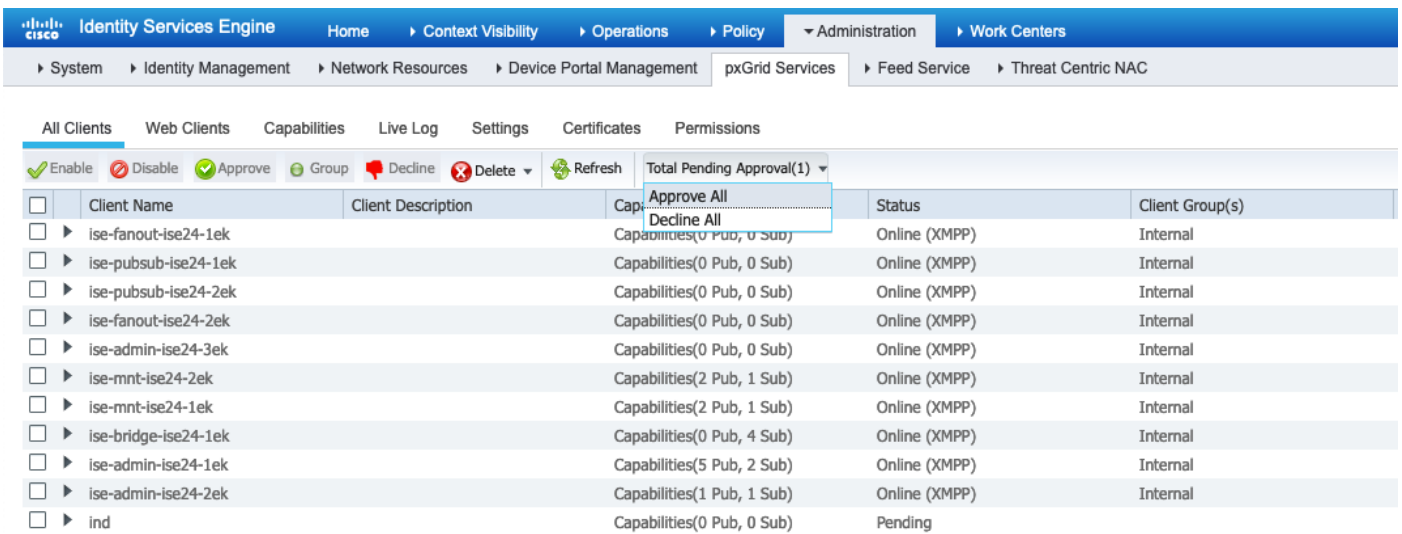 cisco Identity Services Engine Home Context Visibility Operations Policy Administration Work Centers
System Identity Management Network Resources Device Portal Management pxGrid Services Feed Service Threat Centric NAC
All Clients Web Clients Capabilities Live Log Settings Certificates Permissions
Enable Disable Approve Group Decline Delete Refresh Total Pending Approval(1)
Approve All
Decline All
Client Name Client Description Capa Status Client Group(s)
ise-fanout-ise24-1ek Capabilities(0 Pub, 0 Sub) Online (XMPP) Internal
ise-pubsub-ise24-1ek Capabilities(0 Pub, 0 Sub) Online (XMPP) Internal
ise-pubsub-ise24-2ek Capabilities(0 Pub, 0 Sub) Online (XMPP) Internal
ise-fanout-ise24-2ek Capabilities(0 Pub, 0 Sub) Online (XMPP) Internal
ise-admin-ise24-3ek Capabilities(0 Pub, 0 Sub) Online (XMPP) Internal
ise-mnt-ise24-2ek Capabilities(2 Pub, 1 Sub) Online (XMPP) Internal
ise-mnt-ise24-1ek Capabilities(2 Pub, 1 Sub) Online (XMPP) Internal
ise-bridge-ise24-1ek Capabilities(0 Pub, 4 Sub) Online (XMPP) Internal
ise-admin-ise24-1ek Capabilities(5 Pub, 2 Sub) Online (XMPP) Internal
ise-admin-ise24-2ek Capabilities(1 Pub, 1 Sub) Online (XMPP) Internal
ind Capabilities(0 Pub, 0 Sub) Pending